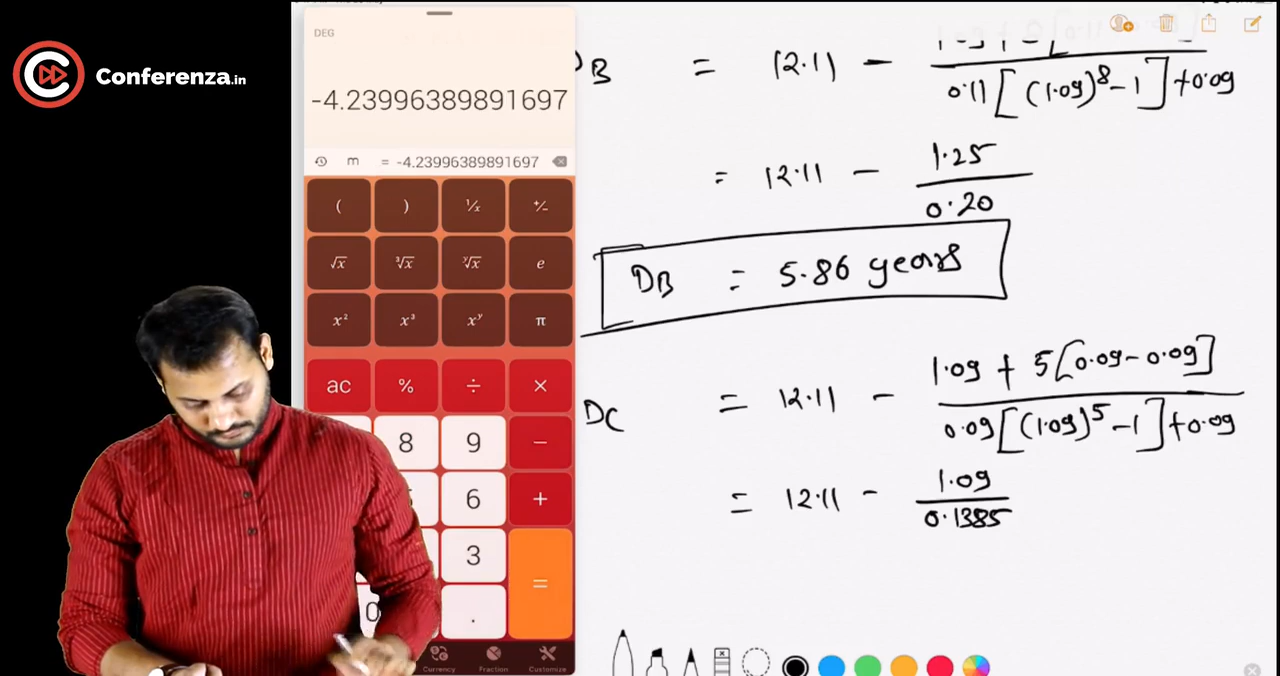 Conferenza.in
DEG
-4.23996389891697
m = -4.23996389891697
( ) ¹/x ⁺/₋
√x ³√x ʸ√x e
x² x³ xʸ π
ac % ÷ ×
8 9 −
6 +
3 =
0 .
Currency Fraction Customize
DB = 12.11 −
0.11[(1.09)⁸−1]+0.09
= 12.11 − 1.25
0.20
DB = 5.86 years
DC = 12.11 − 1.09 + 5[0.09−0.09]
0.09[(1.09)⁵−1]+0.09
= 12.11 − 1.09
0.1385